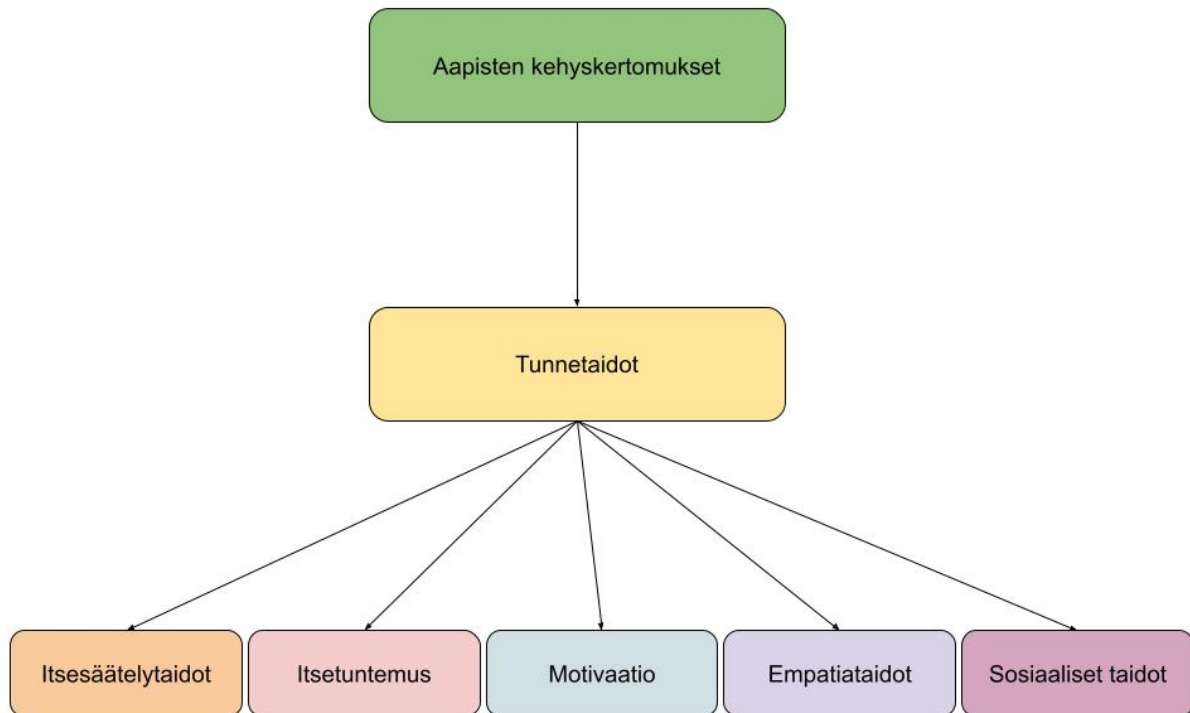 Aapisten kehyskertomukset
Tunnetaidot
Itsesäätelytaidot
Itsetuntemus
Motivaatio
Empatiataidot
Sosiaaliset taidot